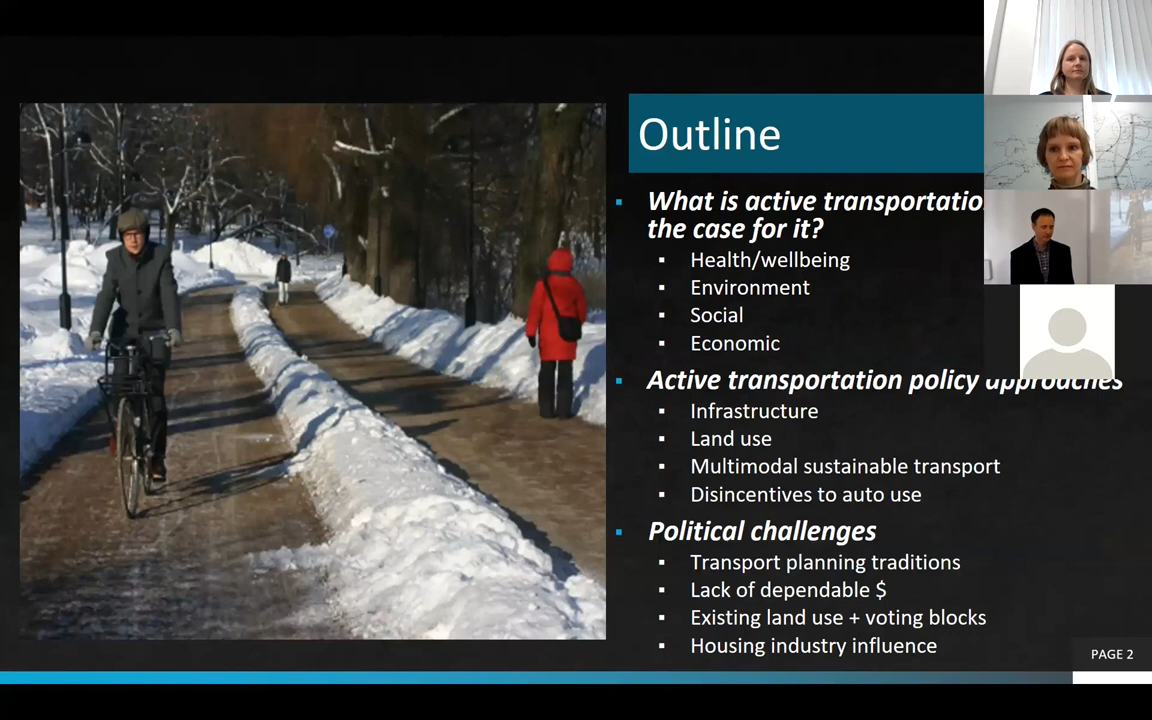 Outline
What is active transportatio
the case for it?
Health/wellbeing
Environment
Social
Economic
Active transportation policy approaches
Infrastructure
Land use
Multimodal sustainable transport
Disincentives to auto use
Political challenges
Transport planning traditions
Lack of dependable $
Existing land use + voting blocks
Housing industry influence
PAGE 2